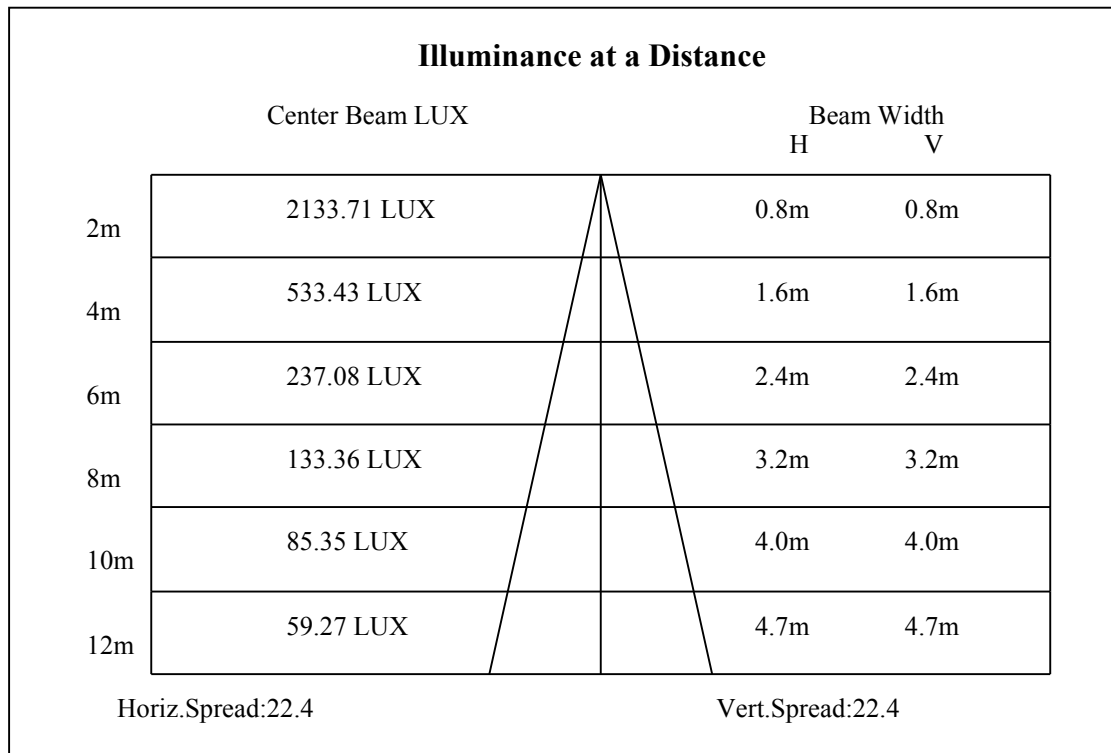 Illuminance at a Distance
Center Beam LUX Beam Width
H V
2m 2133.71 LUX 0.8m 0.8m
4m 533.43 LUX 1.6m 1.6m
6m 237.08 LUX 2.4m 2.4m
8m 133.36 LUX 3.2m 3.2m
10m 85.35 LUX 4.0m 4.0m
12m 59.27 LUX 4.7m 4.7m
Horiz.Spread:22.4 Vert.Spread:22.4